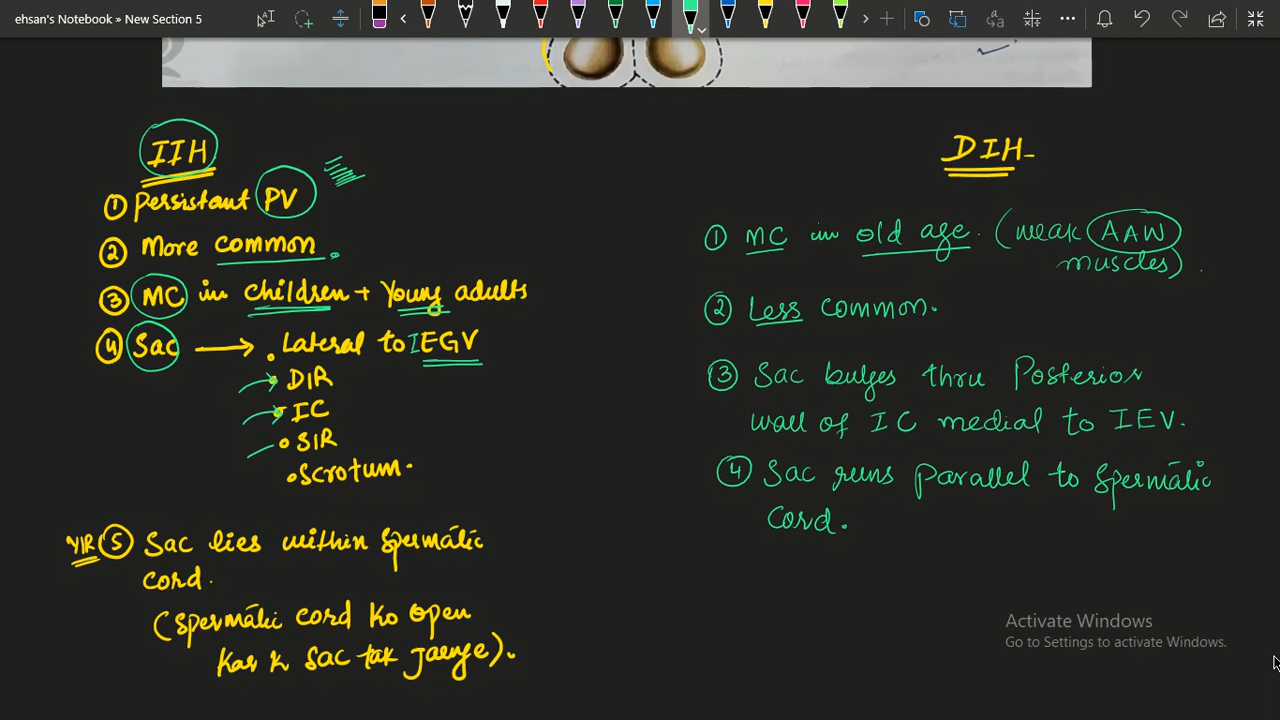 ehsan's Notebook » New Section 5
IIH
① Persistant PV
② More common.
③ MC in children + Young adults
④ Sac → • Lateral to IEGV
• DIR
• IC
• SIR
• Scrotum.
VIR ⑤ Sac lies within spermatic
cord.
(spermatic cord ko open
kar k sac tak jaenge).
DIH-
① MC in old age. (weak AAW
muscles).
② Less common.
③ Sac bulges thru Posterior
wall of IC medial to IEV.
④ Sac runs parallel to spermatic
cord.
Activate Windows
Go to Settings to activate Windows.